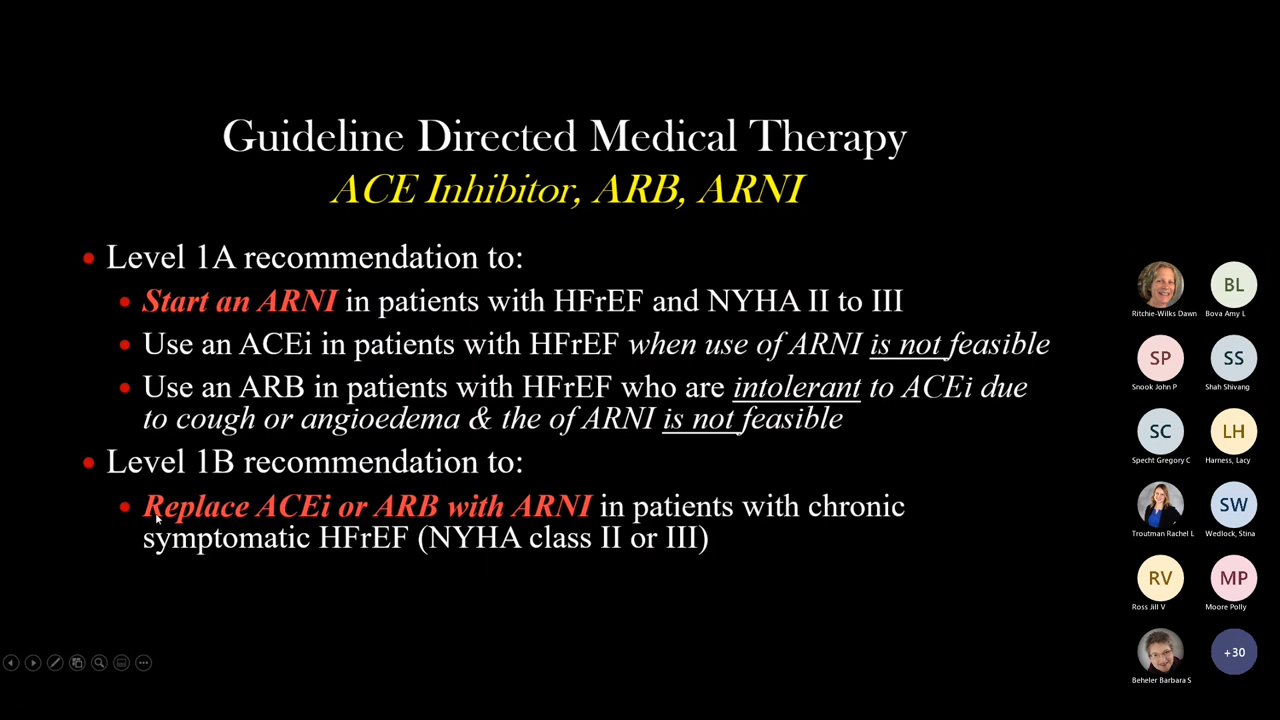 Guideline Directed Medical Therapy
ACE Inhibitor, ARB, ARNI
• Level 1A recommendation to:
• Start an ARNI in patients with HFrEF and NYHA II to III
• Use an ACEi in patients with HFrEF when use of ARNI is not feasible
• Use an ARB in patients with HFrEF who are intolerant to ACEi due
to cough or angioedema & the of ARNI is not feasible
• Level 1B recommendation to:
• Replace ACEi or ARB with ARNI in patients with chronic
symptomatic HFrEF (NYHA class II or III)
BL
Ritchie-Wilks Dawn
Bova Amy L
SP
SS
Snook John P
Shah Shivang
SC
LH
Specht Gregory C
Harness, Lacy
SW
Troutman Rachel L
Wedlock, Stina
RV
MP
Ross Jill V
Moore Polly
+30
Beheler Barbara S